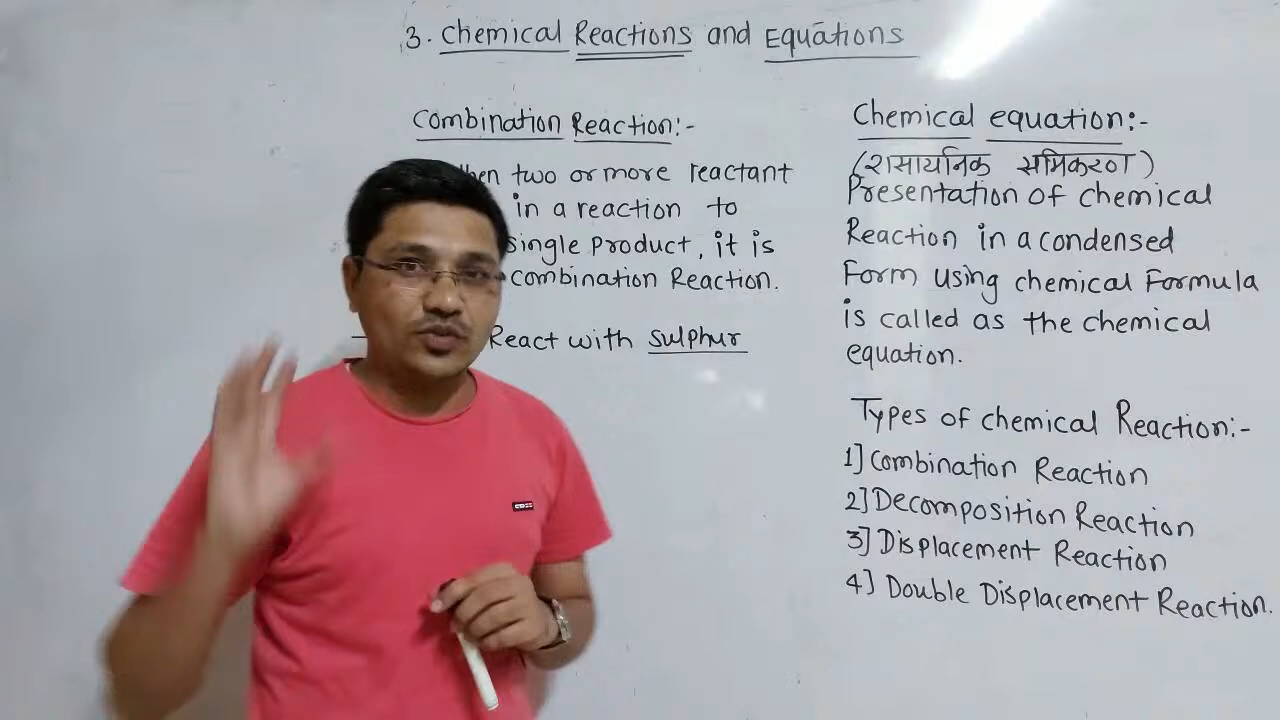 3. Chemical Reactions and Equations
Combination Reaction:-
hen two or more reactant
in a reaction to
single product, it is
combination Reaction.
React with sulphur
Chemical equation:-
(रासायनिक समिकरण)
Presentation of chemical
Reaction in a condensed
Form using chemical Formula
is called as the chemical
equation.
Types of chemical Reaction:-
1] Combination Reaction
2] Decomposition Reaction
3] Displacement Reaction
4] Double Displacement Reaction.